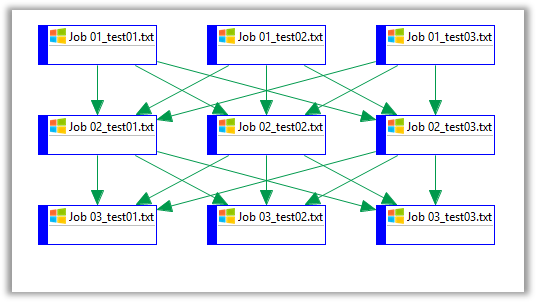 Job 01_test01.txt
Job 01_test02.txt
Job 01_test03.txt
Job 02_test01.txt
Job 02_test02.txt
Job 02_test03.txt
Job 03_test01.txt
Job 03_test02.txt
Job 03_test03.txt